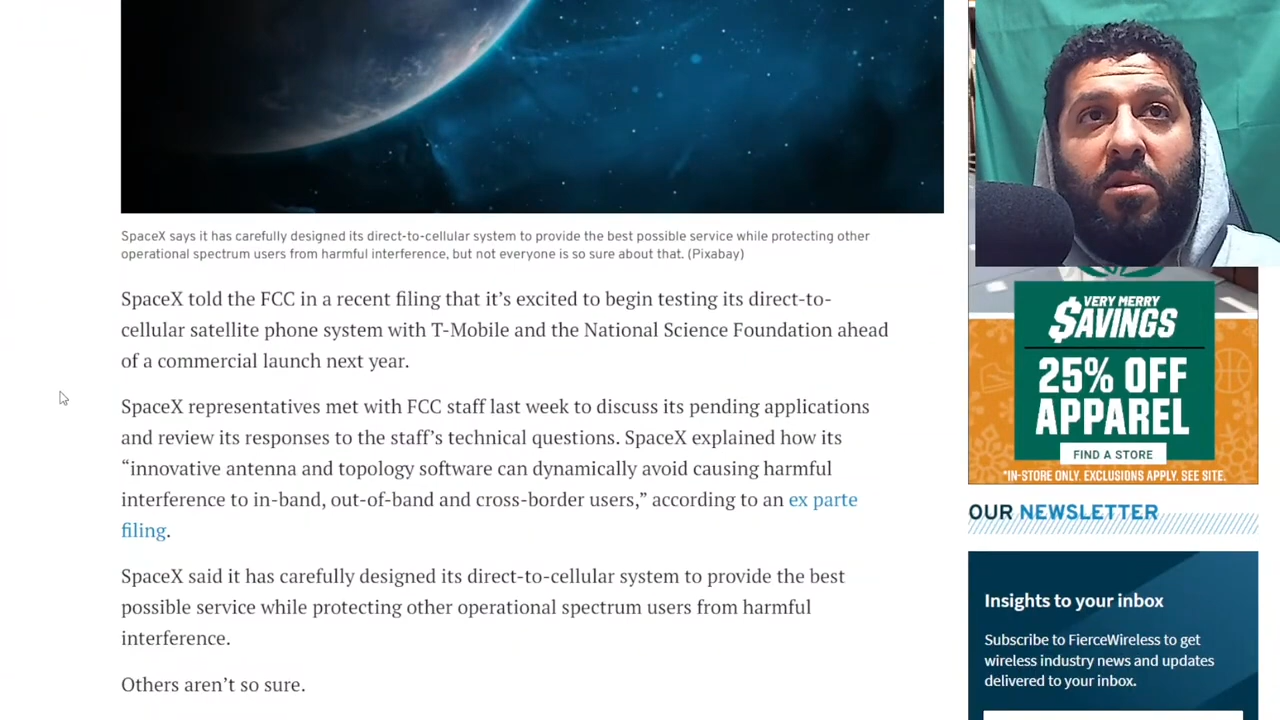 SpaceX says it has carefully designed its direct-to-cellular system to provide the best possible service while protecting other
operational spectrum users from harmful interference, but not everyone is so sure about that. (Pixabay)
SpaceX told the FCC in a recent filing that it's excited to begin testing its direct-to-
cellular satellite phone system with T-Mobile and the National Science Foundation ahead
of a commercial launch next year.
SpaceX representatives met with FCC staff last week to discuss its pending applications
and review its responses to the staff's technical questions. SpaceX explained how its
“innovative antenna and topology software can dynamically avoid causing harmful
interference to in-band, out-of-band and cross-border users,” according to an ex parte
filing.
SpaceX said it has carefully designed its direct-to-cellular system to provide the best
possible service while protecting other operational spectrum users from harmful
interference.
Others aren't so sure.
VERY MERRY
$AVINGS
25% OFF
APPAREL
FIND A STORE
*IN-STORE ONLY. EXCLUSIONS APPLY. SEE SITE.
OUR NEWSLETTER
Insights to your inbox
Subscribe to FierceWireless to get
wireless industry news and updates
delivered to your inbox.